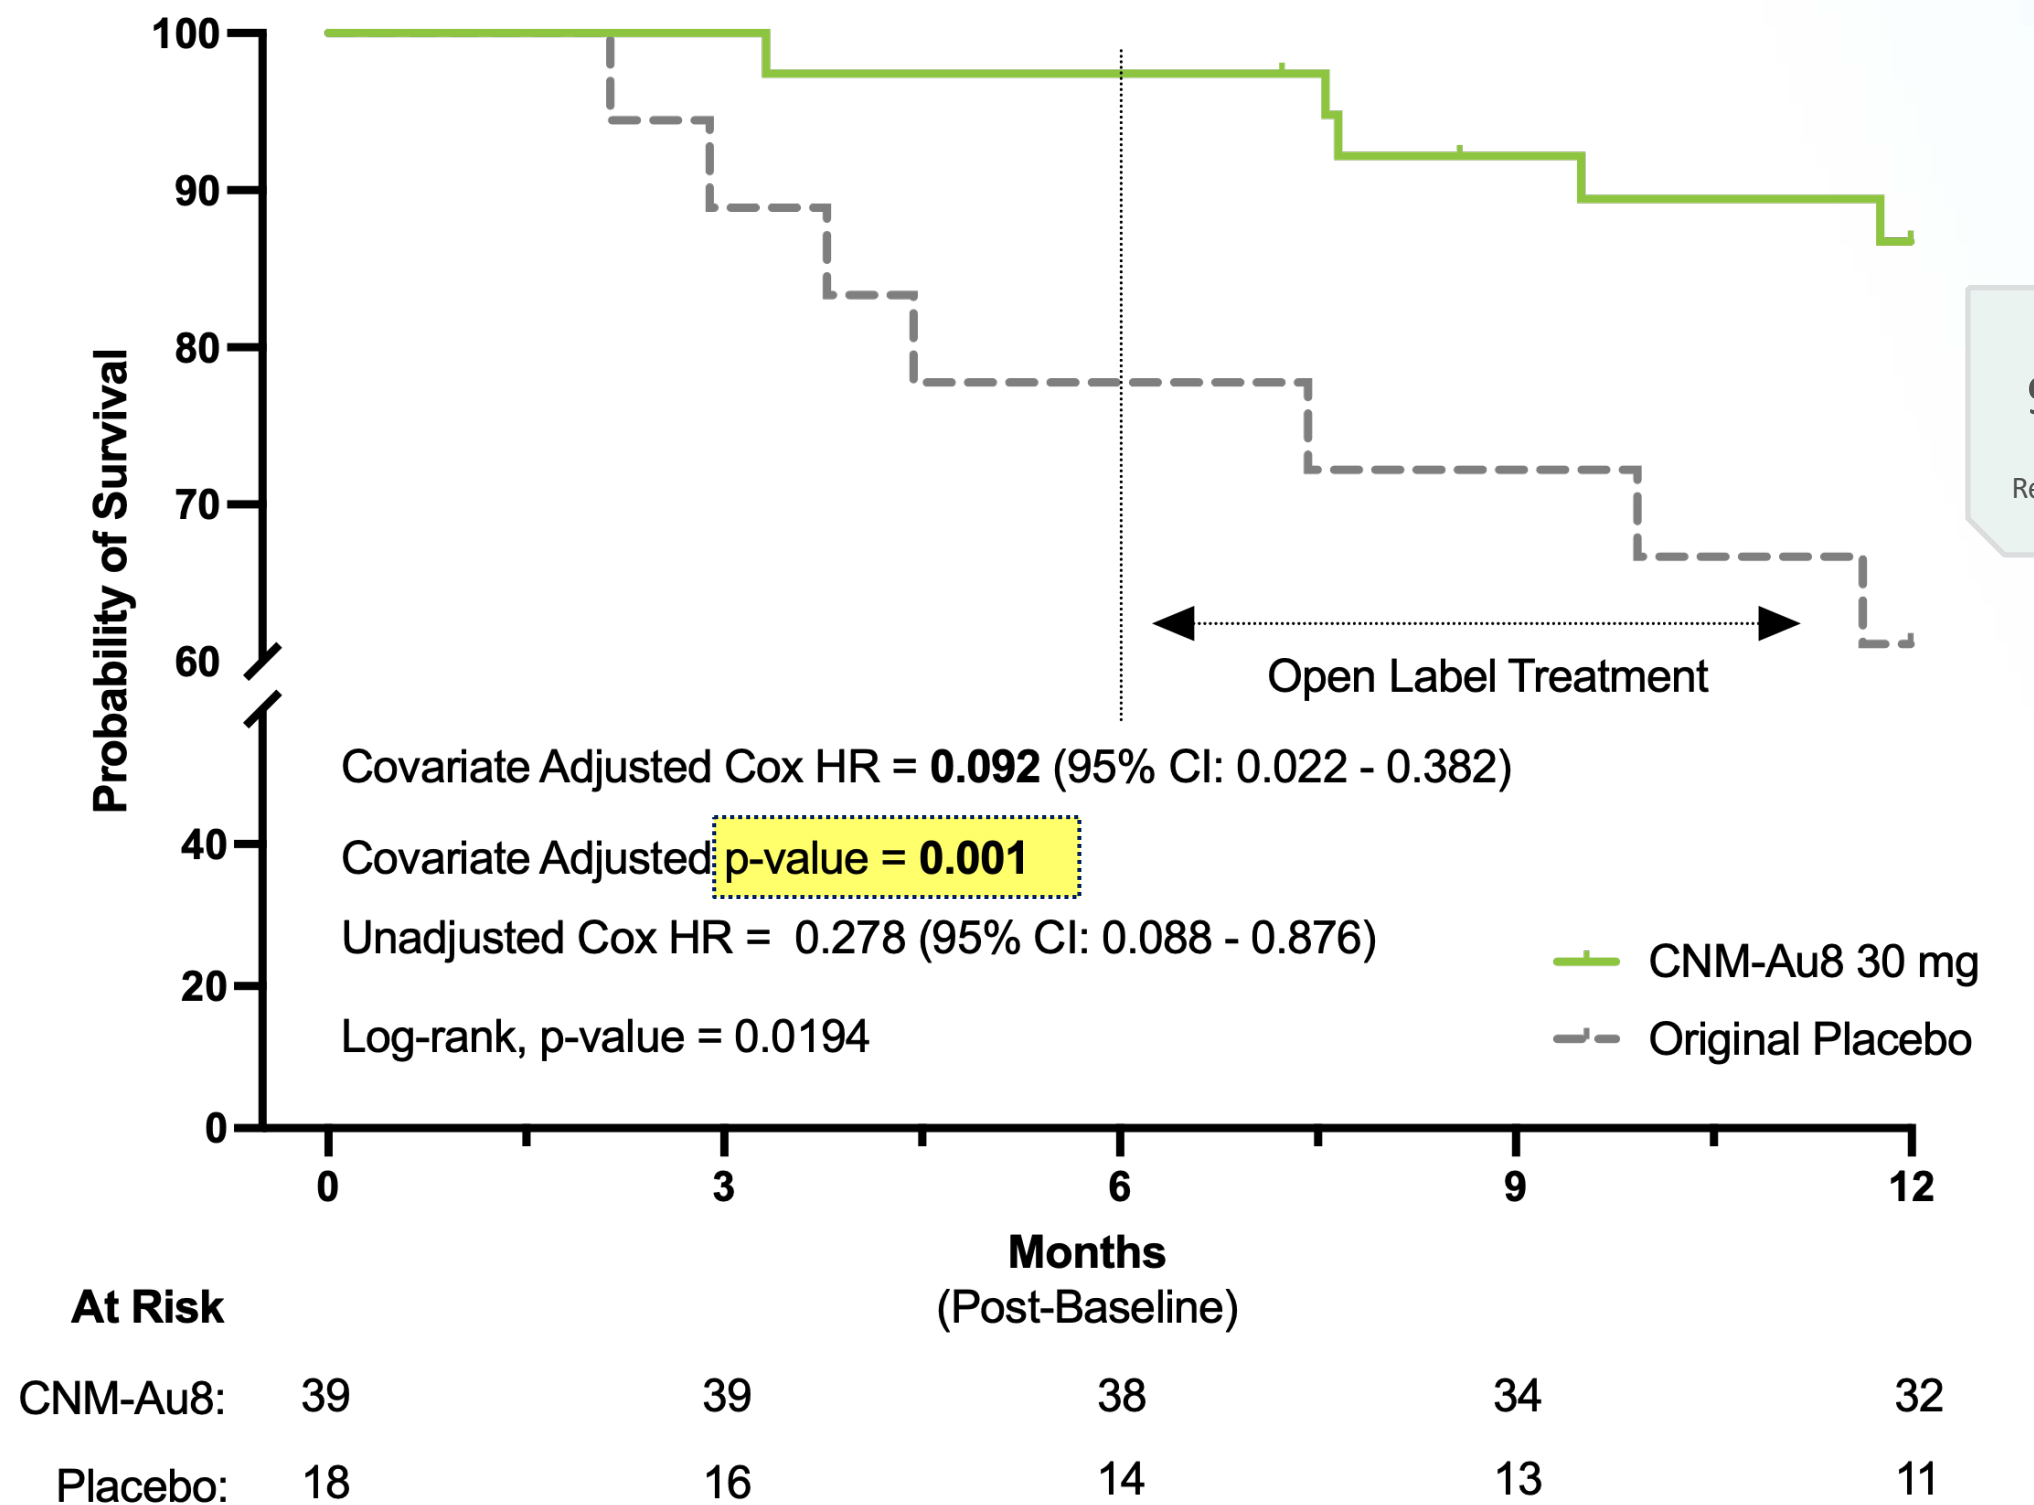 100
90
80
70
60
40
20
0
Probability of Survival
Open Label Treatment
Covariate Adjusted Cox HR = 0.092 (95% CI: 0.022 - 0.382)
Covariate Adjusted p-value = 0.001
Unadjusted Cox HR = 0.278 (95% CI: 0.088 - 0.876)
Log-rank, p-value = 0.0194
CNM-Au8 30 mg
Original Placebo
0 3 6 9 12
Months
(Post-Baseline)
At Risk
CNM-Au8: 39 39 38 34 32
Placebo: 18 16 14 13 11